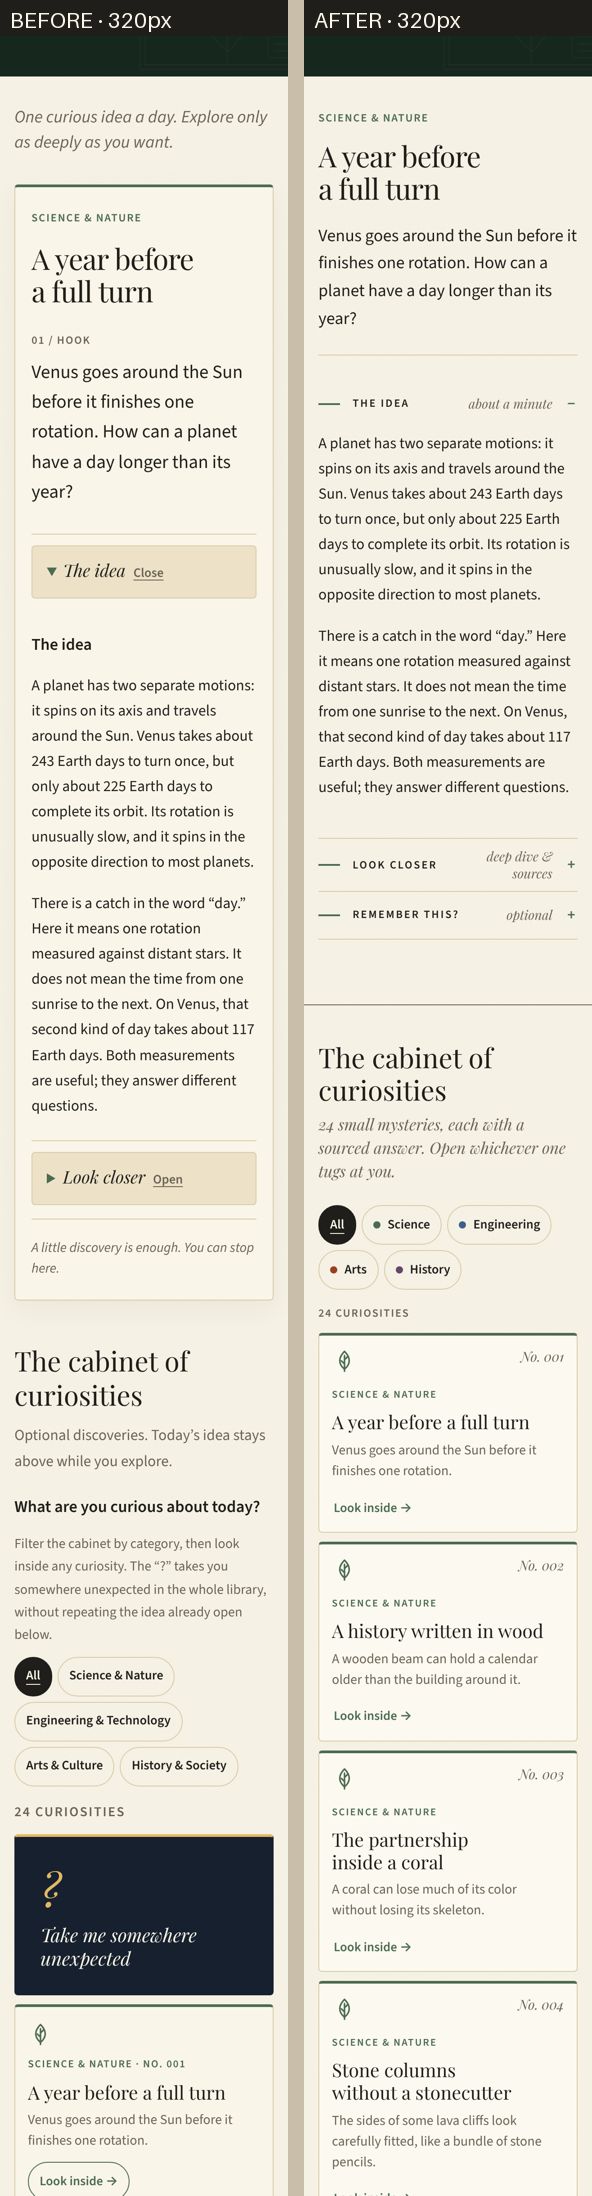 BEFORE · 320px
One curious idea a day. Explore only
as deeply as you want.
SCIENCE & NATURE
A year before
a full turn
01 / HOOK
Venus goes around the Sun
before it finishes one
rotation. How can a planet
have a day longer than its
year?
▼ The idea Close
The idea
A planet has two separate motions:
it spins on its axis and travels
around the Sun. Venus takes about
243 Earth days to turn once, but
only about 225 Earth days to
complete its orbit. Its rotation is
unusually slow, and it spins in the
opposite direction to most planets.
There is a catch in the word “day.”
Here it means one rotation
measured against distant stars. It
does not mean the time from one
sunrise to the next. On Venus, that
second kind of day takes about 117
Earth days. Both measurements
are useful; they answer different
questions.
▶ Look closer Open
A little discovery is enough. You can stop
here.
The cabinet of
curiosities
Optional discoveries. Today’s idea stays
above while you explore.
What are you curious about today?
Filter the cabinet by category, then look
inside any curiosity. The “?” takes you
somewhere unexpected in the whole library,
without repeating the idea already open
below.
All Science & Nature
Engineering & Technology
Arts & Culture History & Society
24 CURIOSITIES
?
Take me somewhere
unexpected
SCIENCE & NATURE · NO. 001
A year before a full turn
Venus goes around the Sun before it
finishes one rotation.
Look inside →
AFTER · 320px
SCIENCE & NATURE
A year before
a full turn
Venus goes around the Sun before it
finishes one rotation. How can a
planet have a day longer than its
year?
THE IDEA about a minute −
A planet has two separate motions: it
spins on its axis and travels around the
Sun. Venus takes about 243 Earth days
to turn once, but only about 225 Earth
days to complete its orbit. Its rotation is
unusually slow, and it spins in the
opposite direction to most planets.
There is a catch in the word “day.” Here
it means one rotation measured against
distant stars. It does not mean the time
from one sunrise to the next. On Venus,
that second kind of day takes about 117
Earth days. Both measurements are
useful; they answer different questions.
LOOK CLOSER deep dive &
sources +
REMEMBER THIS? optional +
The cabinet of
curiosities
24 small mysteries, each with a
sourced answer. Open whichever one
tugs at you.
All Science Engineering
Arts History
24 CURIOSITIES
No. 001
SCIENCE & NATURE
A year before a full turn
Venus goes around the Sun before it
finishes one rotation.
Look inside →
No. 002
SCIENCE & NATURE
A history written in wood
A wooden beam can hold a calendar
older than the building around it.
Look inside →
No. 003
SCIENCE & NATURE
The partnership
inside a coral
A coral can lose much of its color
without losing its skeleton.
Look inside →
No. 004
SCIENCE & NATURE
Stone columns
without a stonecutter
The sides of some lava cliffs look
carefully fitted, like a bundle of stone
pencils.